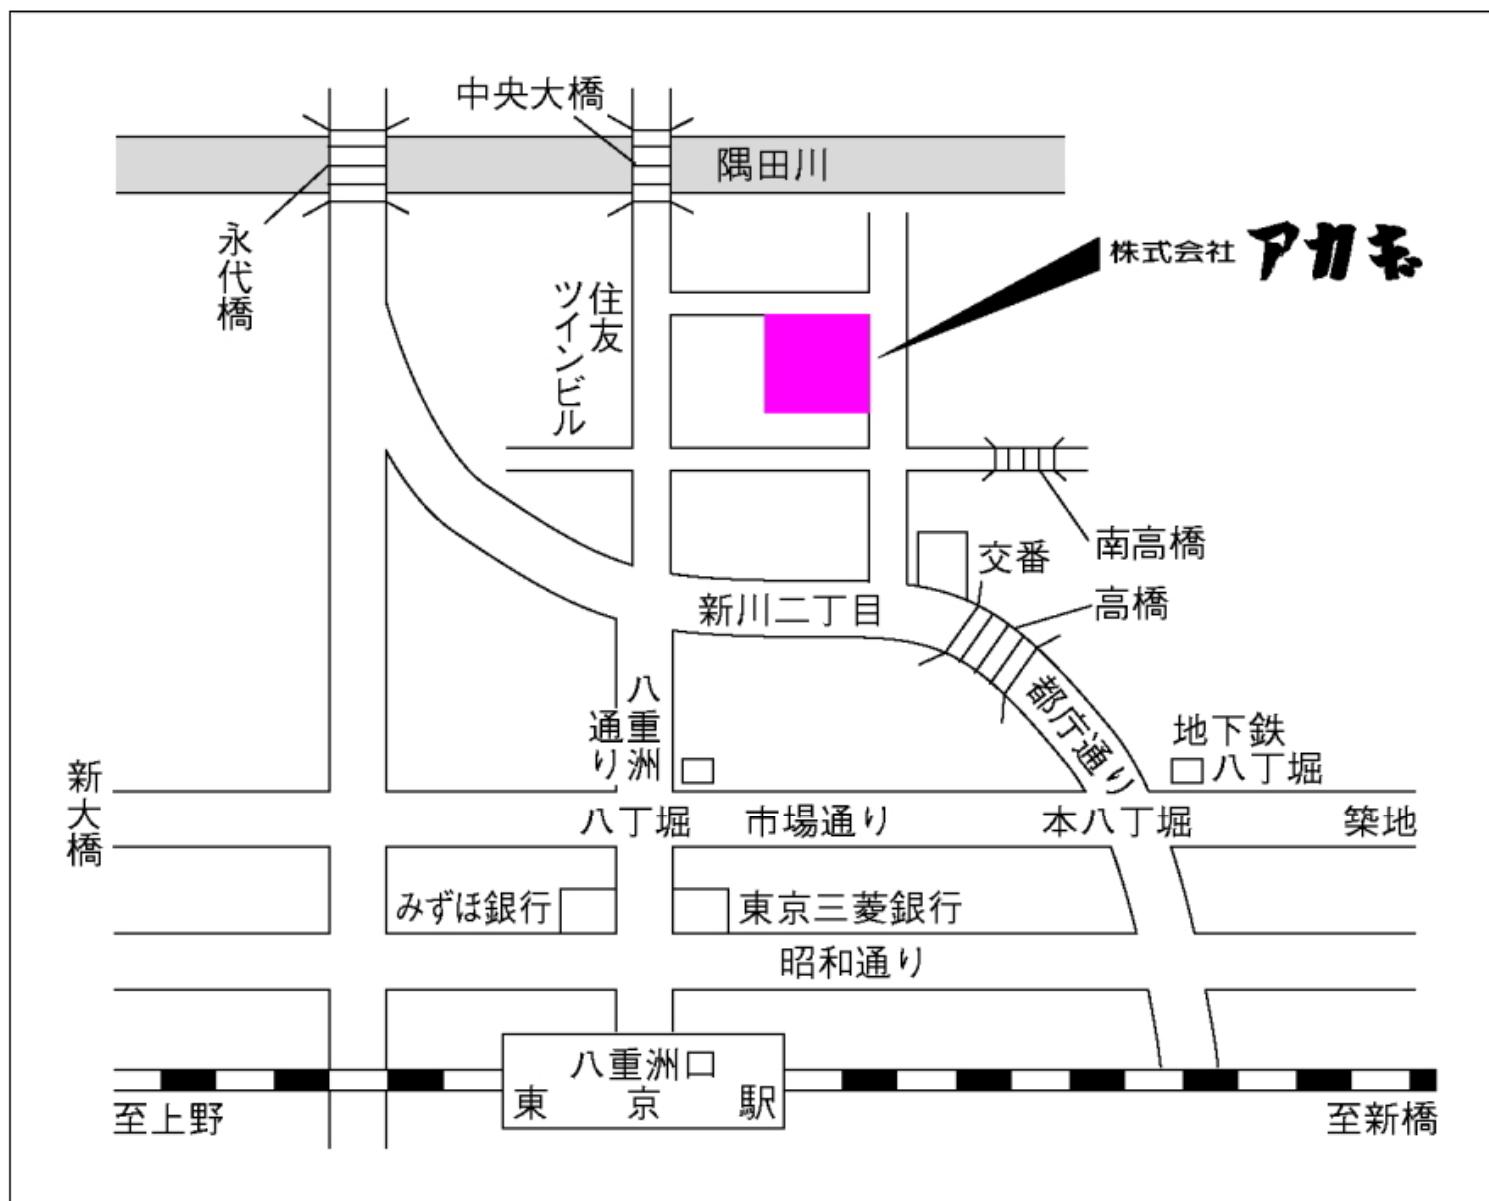 中央大橋
隅田川
永代橋
株式会社 アカギ
住友
ツインビル
南高橋
交番
高橋
新川二丁目
八重洲
通り
都庁通り
地下鉄
八丁堀
新大橋
八丁堀
市場通り
本八丁堀
築地
みずほ銀行
東京三菱銀行
昭和通り
八重洲口
東京駅
至上野
至新橋